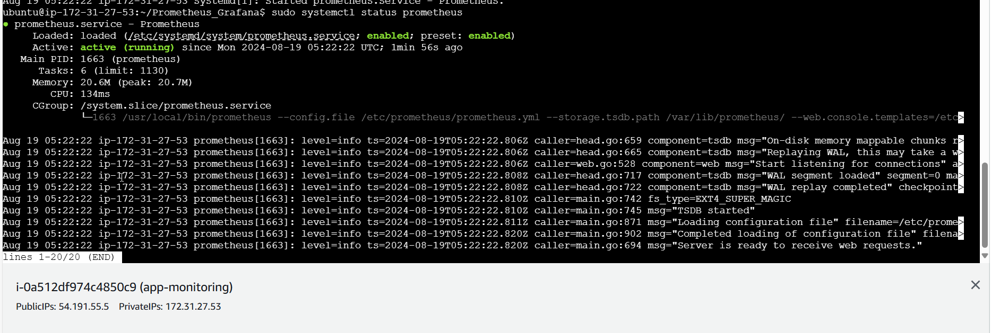 Aug 19 05:22:22 ip-172-31-27-53 systemd[1]: Started prometheus.service - Prometheus.
ubuntu@ip-172-31-27-53:~/Prometheus_Grafana$ sudo systemctl status prometheus
● prometheus.service - Prometheus
Loaded: loaded (/etc/systemd/system/prometheus.service; enabled; preset: enabled)
Active: active (running) since Mon 2024-08-19 05:22:22 UTC; 1min 56s ago
Main PID: 1663 (prometheus)
Tasks: 6 (limit: 1130)
Memory: 20.6M (peak: 20.7M)
CPU: 134ms
CGroup: /system.slice/prometheus.service
└─1663 /usr/local/bin/prometheus --config.file /etc/prometheus/prometheus.yml --storage.tsdb.path /var/lib/prometheus/ --web.console.templates=/etc>
Aug 19 05:22:22 ip-172-31-27-53 prometheus[1663]: level=info ts=2024-08-19T05:22:22.806Z caller=head.go:659 component=tsdb msg="On-disk memory mappable chunks r>
Aug 19 05:22:22 ip-172-31-27-53 prometheus[1663]: level=info ts=2024-08-19T05:22:22.806Z caller=head.go:665 component=tsdb msg="Replaying WAL, this may take a w>
Aug 19 05:22:22 ip-172-31-27-53 prometheus[1663]: level=info ts=2024-08-19T05:22:22.806Z caller=web.go:528 component=web msg="Start listening for connections" a>
Aug 19 05:22:22 ip-172-31-27-53 prometheus[1663]: level=info ts=2024-08-19T05:22:22.808Z caller=head.go:717 component=tsdb msg="WAL segment loaded" segment=0 ma>
Aug 19 05:22:22 ip-172-31-27-53 prometheus[1663]: level=info ts=2024-08-19T05:22:22.808Z caller=head.go:722 component=tsdb msg="WAL replay completed" checkpoint>
Aug 19 05:22:22 ip-172-31-27-53 prometheus[1663]: level=info ts=2024-08-19T05:22:22.810Z caller=main.go:742 fs_type=EXT4_SUPER_MAGIC
Aug 19 05:22:22 ip-172-31-27-53 prometheus[1663]: level=info ts=2024-08-19T05:22:22.810Z caller=main.go:745 msg="TSDB started"
Aug 19 05:22:22 ip-172-31-27-53 prometheus[1663]: level=info ts=2024-08-19T05:22:22.811Z caller=main.go:871 msg="Loading configuration file" filename=/etc/prome>
Aug 19 05:22:22 ip-172-31-27-53 prometheus[1663]: level=info ts=2024-08-19T05:22:22.820Z caller=main.go:902 msg="Completed loading of configuration file" filena>
Aug 19 05:22:22 ip-172-31-27-53 prometheus[1663]: level=info ts=2024-08-19T05:22:22.820Z caller=main.go:694 msg="Server is ready to receive web requests."
lines 1-20/20 (END)
i-0a512df974c4850c9 (app-monitoring)
PublicIPs: 54.191.55.5 PrivateIPs: 172.31.27.53